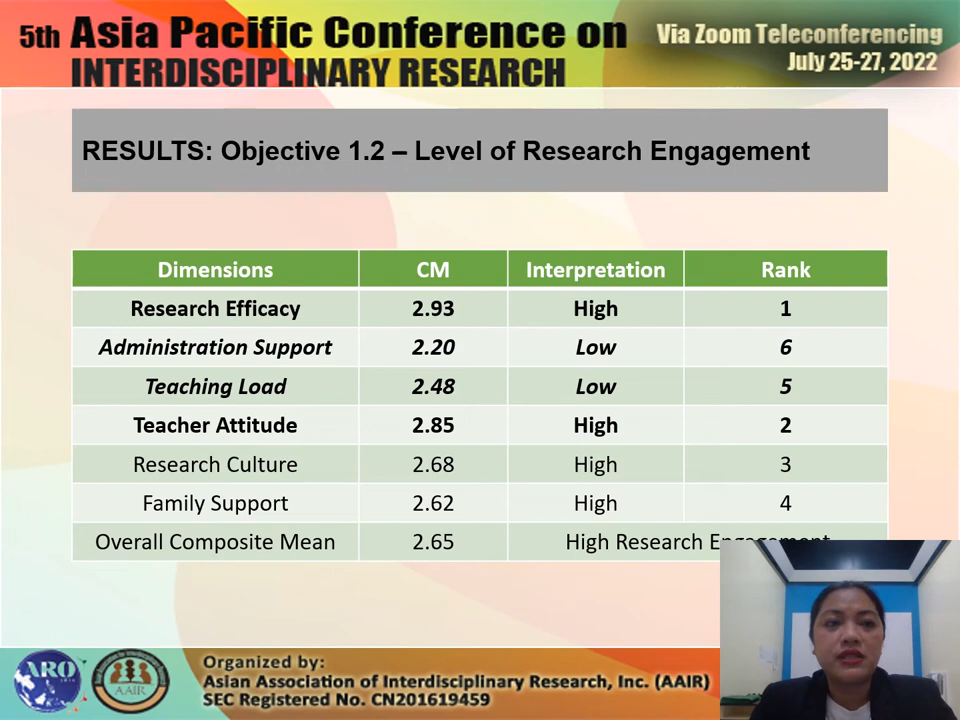 5th Asia Pacific Conference on
INTERDISCIPLINARY RESEARCH
Via Zoom Teleconferencing
July 25-27, 2022
RESULTS: Objective 1.2 – Level of Research Engagement
Dimensions CM Interpretation Rank
Research Efficacy 2.93 High 1
Administration Support 2.20 Low 6
Teaching Load 2.48 Low 5
Teacher Attitude 2.85 High 2
Research Culture 2.68 High 3
Family Support 2.62 High 4
Overall Composite Mean 2.65 High Research Engagement
ARO
AAIR
Organized by:
Asian Association of Interdisciplinary Research, Inc. (AAIR)
SEC Registered No. CN201619459